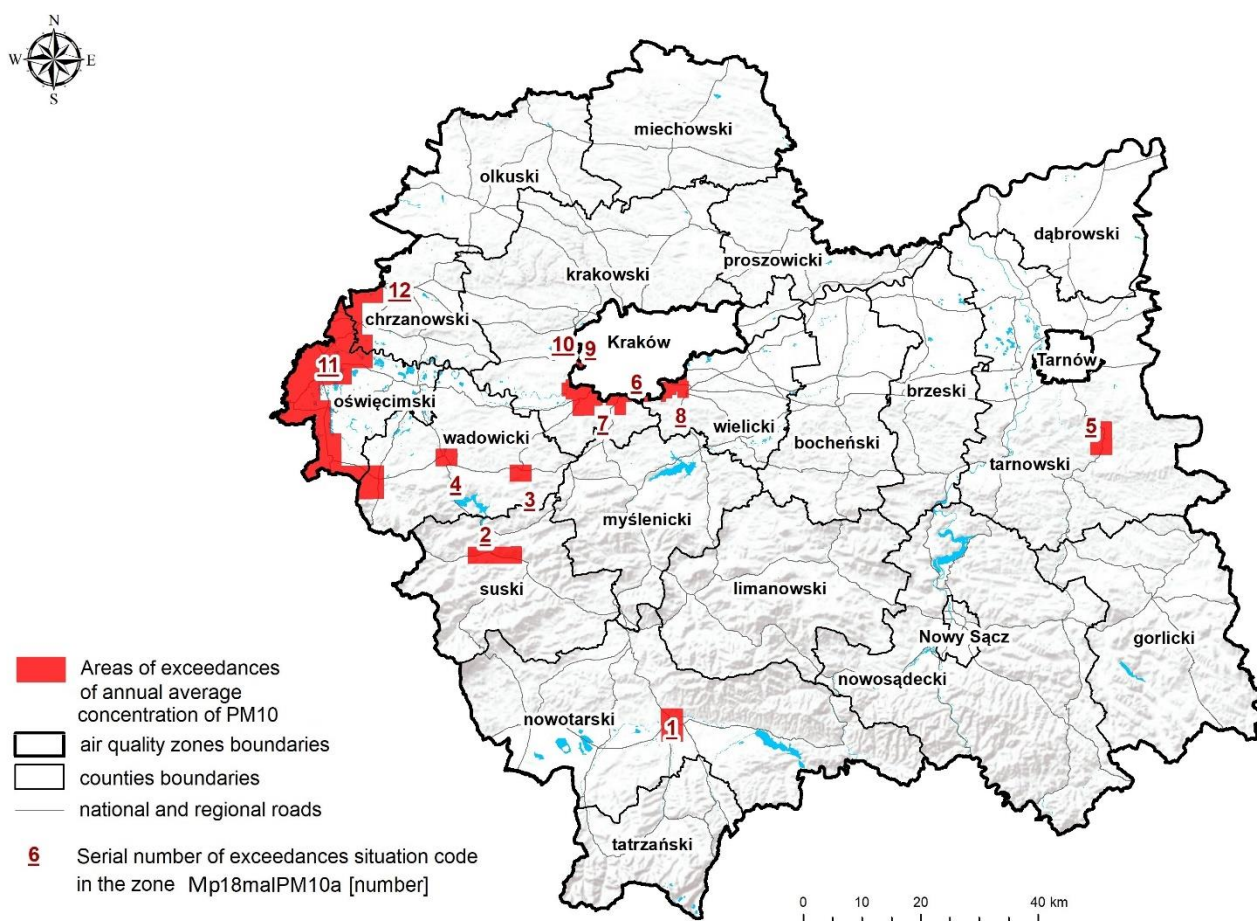 N
W E
S
miechowski
olkuski
dąbrowski
proszowicki
krakowski
12
chrzanowski
10 9 Kraków
Tarnów
11
6
brzeski
oświęcimski
8
7
wielicki
5
wadowicki
bocheński
tarnowski
4
3
myślenicki
2
suski
limanowski
Nowy Sącz
gorlicki
nowosądecki
nowotarski
1
tatrzański
Areas of exceedances
of annual average
concentration of PM10
air quality zones boundaries
counties boundaries
national and regional roads
6 Serial number of exceedances situation code
in the zone Mp18malPM10a [number]
0 10 20 40 km